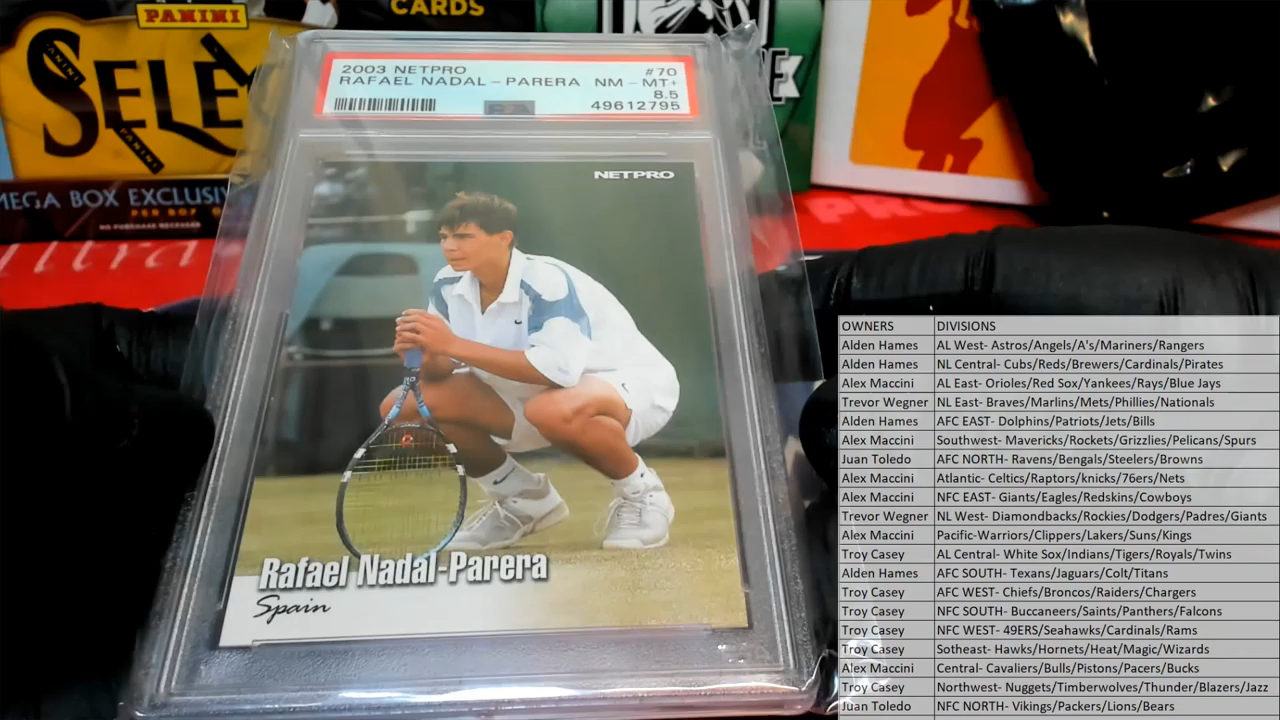 CARDS
PANINI
PANINI
SELE
PANINI
MEGA BOX EXCLUSIV
PER BOX
NO PURCHASE NECESSARY
Ultra
PR
2003 NETPRO #70
RAFAEL NADAL-PARERA NM-MT+
8.5
49612795
PSA
NETPRO
Rafael Nadal-Parera
Spain
OWNERS DIVISIONS
Alden Hames AL West- Astros/Angels/A's/Mariners/Rangers
Alden Hames NL Central- Cubs/Reds/Brewers/Cardinals/Pirates
Alex Maccini AL East- Orioles/Red Sox/Yankees/Rays/Blue Jays
Trevor Wegner NL East- Braves/Marlins/Mets/Phillies/Nationals
Alden Hames AFC EAST- Dolphins/Patriots/Jets/Bills
Alex Maccini Southwest- Mavericks/Rockets/Grizzlies/Pelicans/Spurs
Juan Toledo AFC NORTH- Ravens/Bengals/Steelers/Browns
Alex Maccini Atlantic- Celtics/Raptors/knicks/76ers/Nets
Alex Maccini NFC EAST- Giants/Eagles/Redskins/Cowboys
Trevor Wegner NL West- Diamondbacks/Rockies/Dodgers/Padres/Giants
Alex Maccini Pacific-Warriors/Clippers/Lakers/Suns/Kings
Troy Casey AL Central- White Sox/Indians/Tigers/Royals/Twins
Alden Hames AFC SOUTH- Texans/Jaguars/Colt/Titans
Troy Casey AFC WEST- Chiefs/Broncos/Raiders/Chargers
Troy Casey NFC SOUTH- Buccaneers/Saints/Panthers/Falcons
Troy Casey NFC WEST- 49ERS/Seahawks/Cardinals/Rams
Troy Casey Sotheast- Hawks/Hornets/Heat/Magic/Wizards
Alex Maccini Central- Cavaliers/Bulls/Pistons/Pacers/Bucks
Troy Casey Northwest- Nuggets/Timberwolves/Thunder/Blazers/Jazz
Juan Toledo NFC NORTH- Vikings/Packers/Lions/Bears